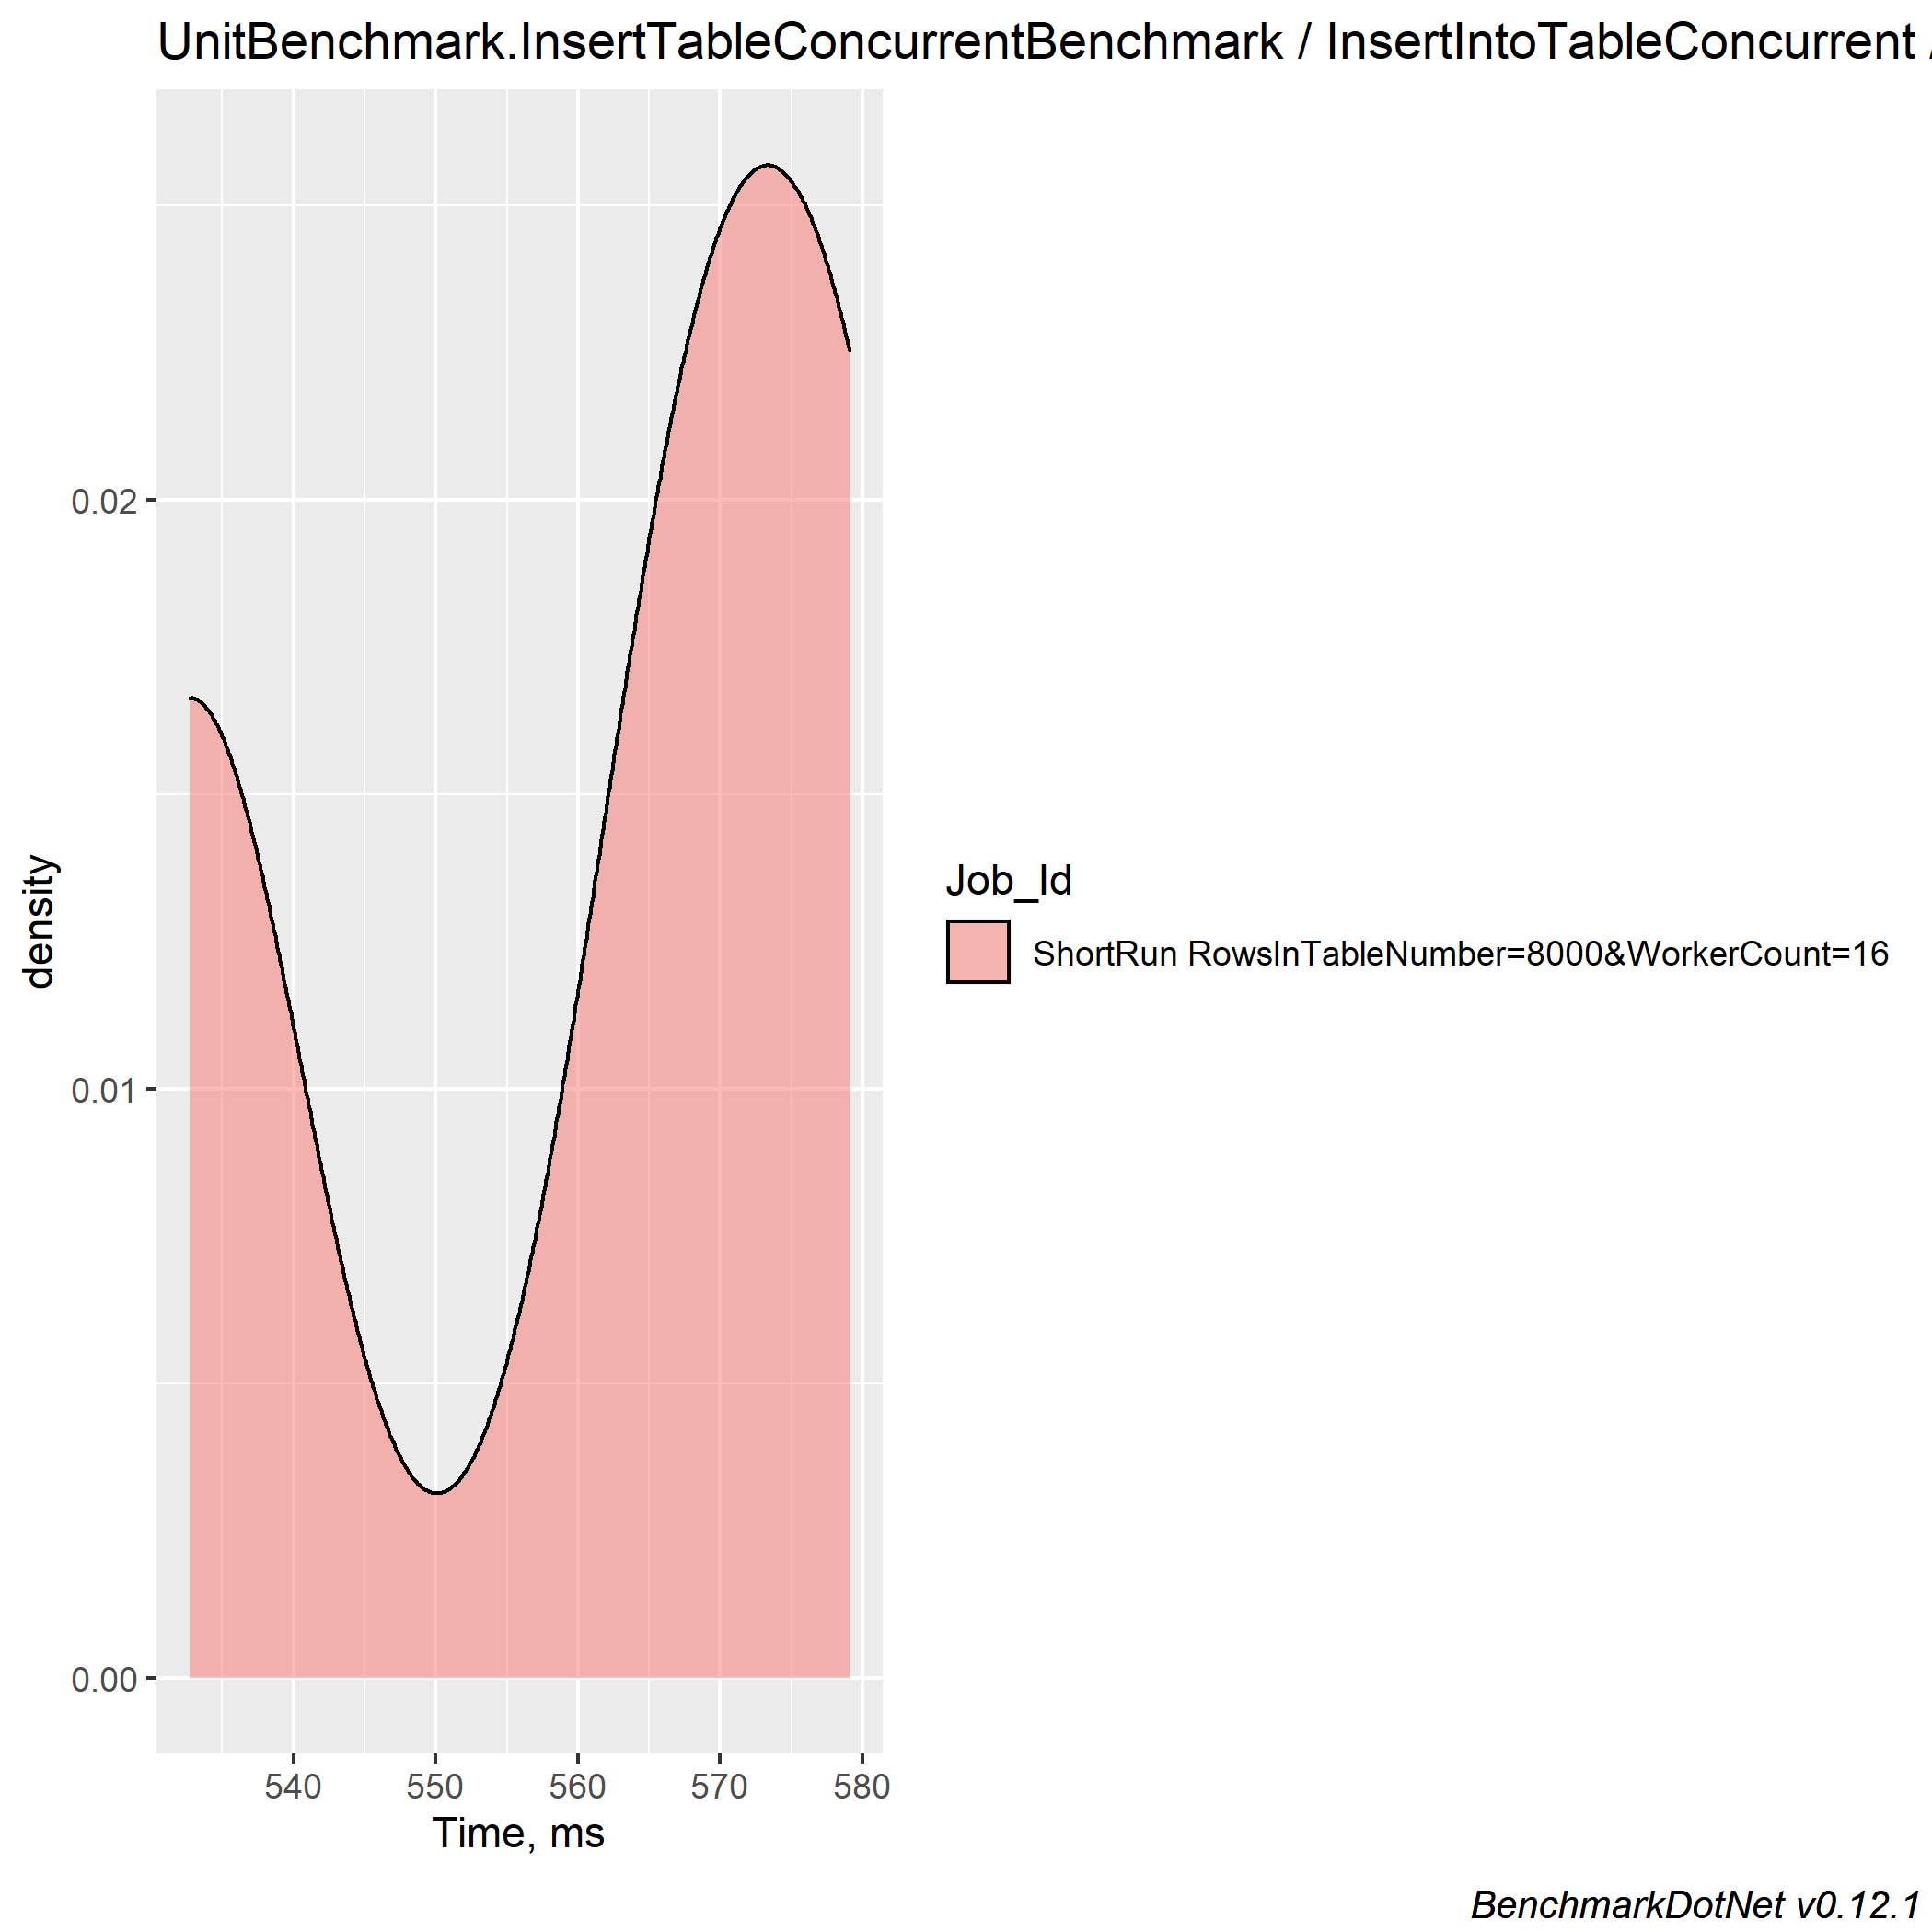 UnitBenchmark.InsertTableConcurrentBenchmark / InsertIntoTableConcurrent /
density
0.02
0.01
0.00
540 550 560 570 580
Time, ms
Job_Id
ShortRun RowsInTableNumber=8000&WorkerCount=16
BenchmarkDotNet v0.12.1